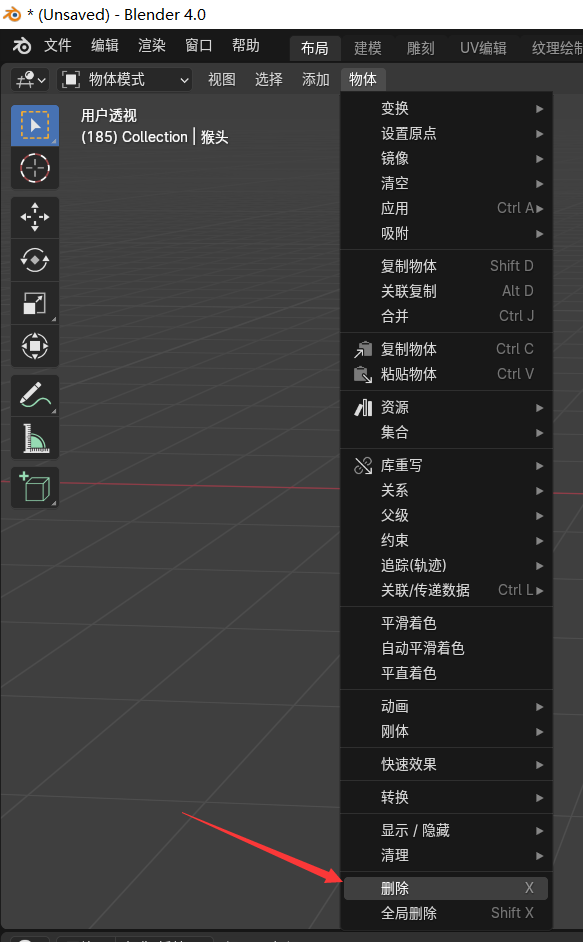 * (Unsaved) - Blender 4.0
文件 编辑 渲染 窗口 帮助 布局 建模 雕刻 UV编辑 纹理绘制
物体模式 视图 选择 添加 物体
用户透视
(185) Collection | 猴头
变换
设置原点
镜像
清空
应用 Ctrl A
吸附
复制物体 Shift D
关联复制 Alt D
合并 Ctrl J
复制物体 Ctrl C
粘贴物体 Ctrl V
资源
集合
库重写
关系
父级
约束
追踪(轨迹)
关联/传递数据 Ctrl L
平滑着色
自动平滑着色
平直着色
动画
刚体
快速效果
转换
显示 / 隐藏
清理
删除 X
全局删除 Shift X